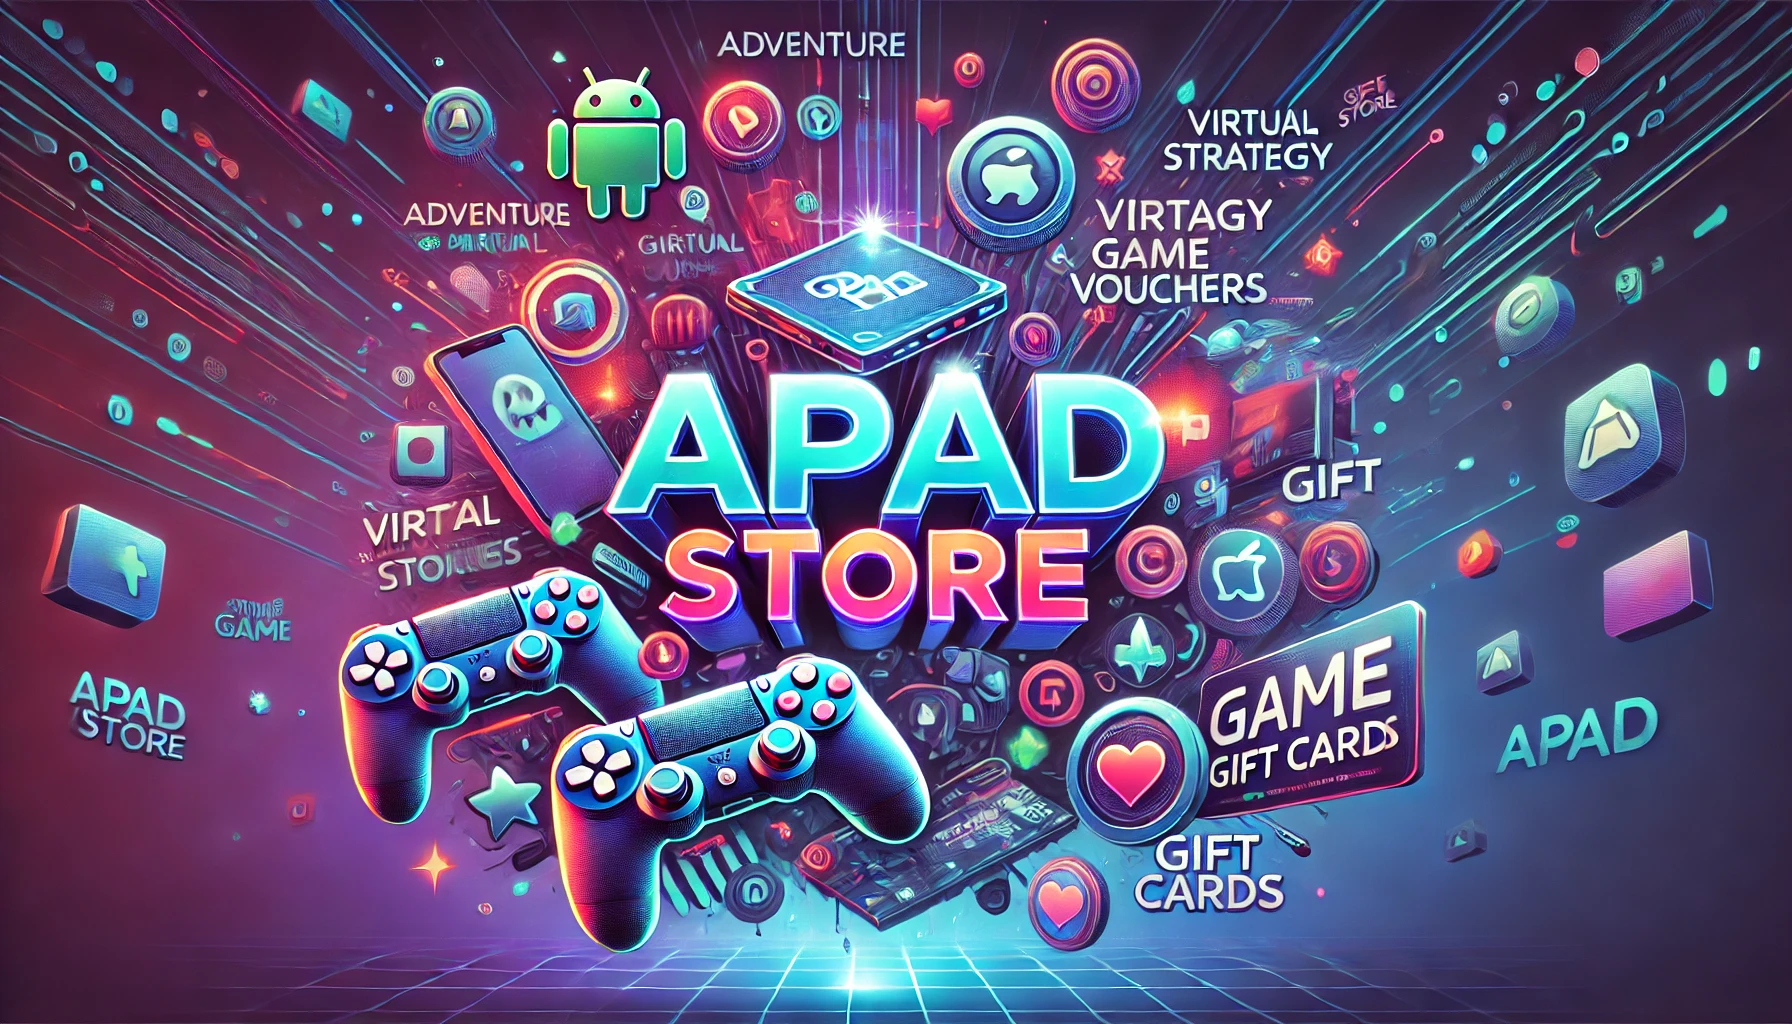 ADVENTURE
VIRTUAL
STRATEGY
STORE
ADVENTURE
GIRTUAL
VIRTAGY
GAME
VOUCHERS
APAD
STORE
GIFT
VIRTAL
GAME
APAD
STORE
GAME
GIFT CARDS
APAD
GIFT
CARDS